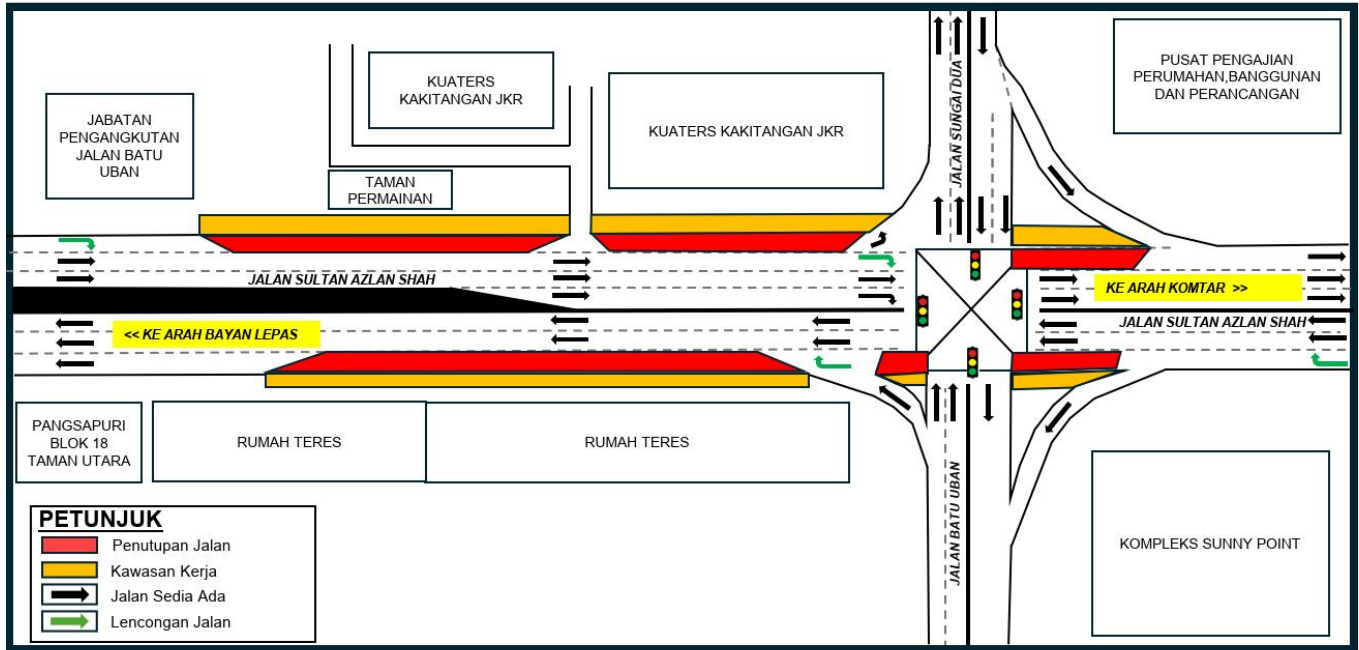 JABATAN
PENGANGKUTAN
JALAN BATU
UBAN
KUATERS
KAKITANGAN JKR
TAMAN
PERMAINAN
KUATERS KAKITANGAN JKR
JALAN SUNGAI DUA
PUSAT PENGAJIAN
PERUMAHAN,BANGGUNAN
DAN PERANCANGAN
JALAN SULTAN AZLAN SHAH
KE ARAH KOMTAR >>
<< KE ARAH BAYAN LEPAS
JALAN SULTAN AZLAN SHAH
PANGSAPURI
BLOK 18
TAMAN UTARA
RUMAH TERES
RUMAH TERES
JALAN BATU UBAN
KOMPLEKS SUNNY POINT
PETUNJUK
Penutupan Jalan
Kawasan Kerja
Jalan Sedia Ada
Lencongan Jalan